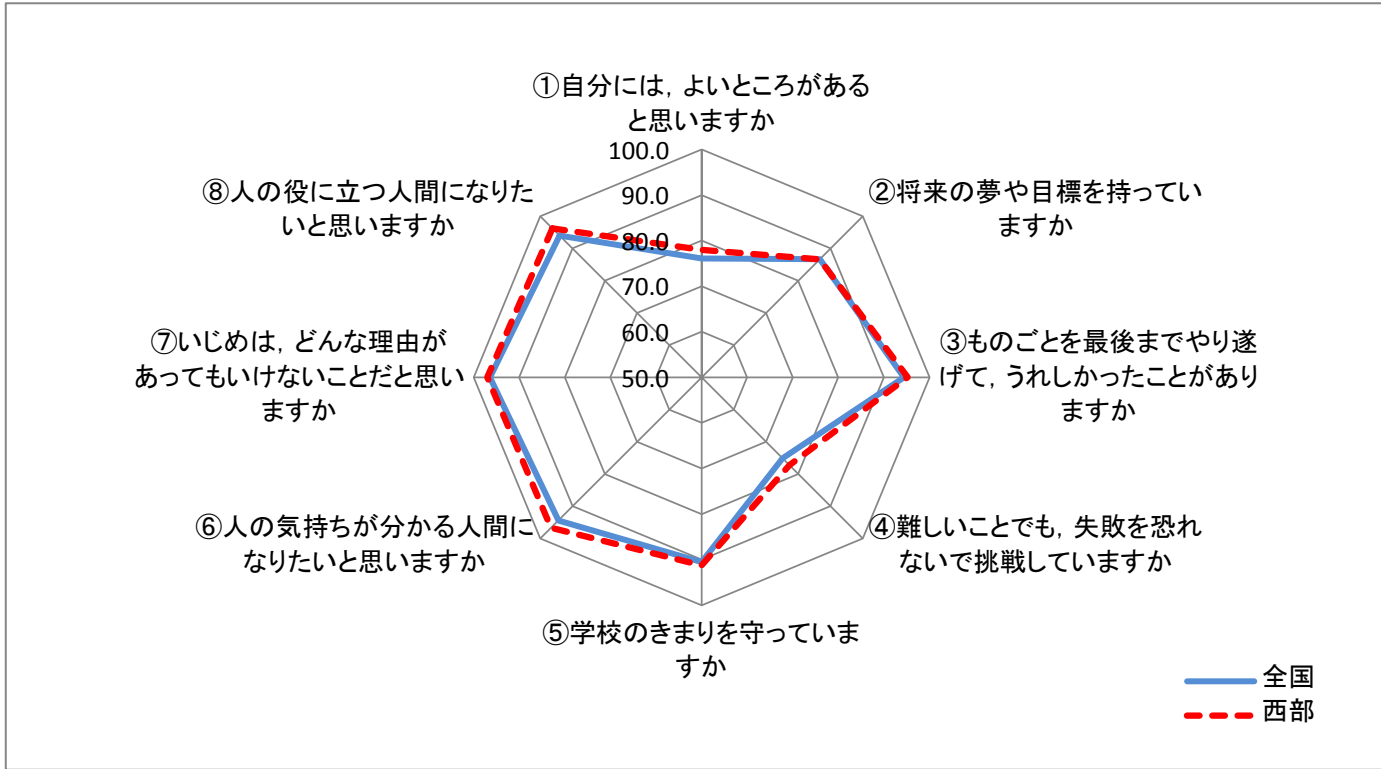 ①自分には，よいところがある
と思いますか
100.0
90.0
80.0
70.0
60.0
50.0
②将来の夢や目標を持ってい
ますか
③ものごとを最後までやり遂
げて，うれしかったことがあり
ますか
④難しいことでも，失敗を恐れ
ないで挑戦していますか
⑤学校のきまりを守っていま
すか
⑥人の気持ちが分かる人間に
なりたいと思いますか
⑦いじめは，どんな理由が
あってもいけないことだと思い
ますか
⑧人の役に立つ人間になりた
いと思いますか
全国
西部